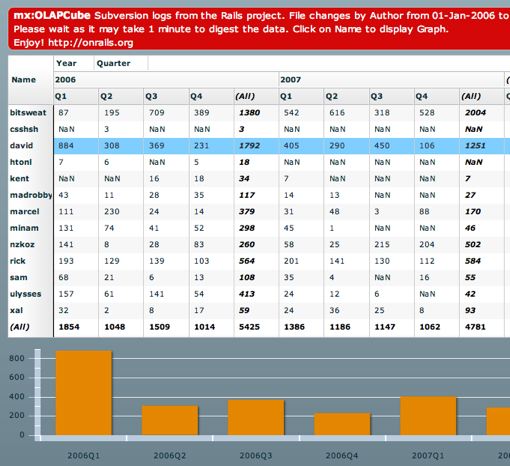 mx:OLAPCube Subversion logs from the Rails project. File changes by Author from 01-Jan-2006 to
Please wait as it may take 1 minute to digest the data. Click on Name to display Graph.
Enjoy! http://onrails.org
Year Quarter
Name 2006 2007
Q1 Q2 Q3 Q4 (All) Q1 Q2 Q3 Q4 (All)
bitsweat 87 195 709 389 1380 542 616 318 528 2004
csshsh NaN 3 NaN NaN 3 NaN NaN NaN NaN NaN
david 884 308 369 231 1792 405 290 450 106 1251
htonl 7 6 NaN 5 18 NaN NaN NaN NaN NaN
kent NaN NaN 16 18 34 7 NaN NaN NaN 7
madrobby 43 11 28 35 117 14 13 NaN NaN 27
marcel 111 230 24 14 379 31 48 3 88 170
minam 131 74 41 52 298 45 1 NaN NaN 46
nzkoz 141 8 28 83 260 58 25 215 204 502
rick 193 129 139 103 564 201 141 130 112 584
sam 68 21 6 13 108 35 4 NaN 16 55
ulysses 157 61 141 54 413 24 12 6 NaN 42
xal 32 2 8 17 59 24 36 25 8 93
(All) 1854 1048 1509 1014 5425 1386 1186 1147 1062 4781
800
600
400
200
0
2006Q1 2006Q2 2006Q3 2006Q4 2007Q1